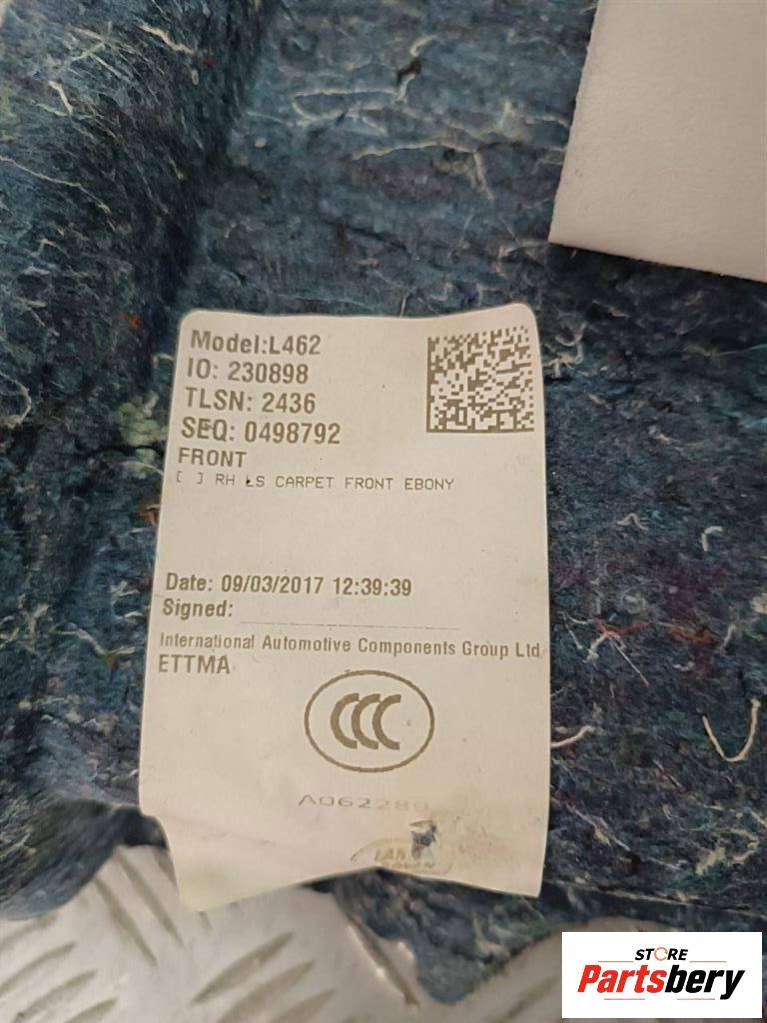 Model:L462
IO: 230898
TLSN: 2436
SEQ: 0498792
FRONT
[ ] RH LS CARPET FRONT EBONY
Date: 09/03/2017 12:39:39
Signed:
International Automotive Components Group Ltd
ETTMA
CCC
STORE
Partsbery